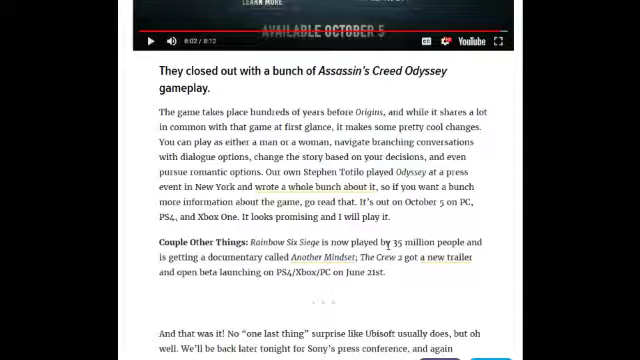 LEARN MORE
AVAILABLE OCTOBER 5
8:02 / 8:12
CC
YouTube
They closed out with a bunch of Assassin's Creed Odyssey
gameplay.
The game takes place hundreds of years before Origins, and while it shares a lot
in common with that game at first glance, it makes some pretty cool changes.
You can play as either a man or a woman, navigate branching conversations
with dialogue options, change the story based on your decisions, and even
pursue romantic options. Our own Stephen Totilo played Odyssey at a press
event in New York and wrote a whole bunch about it, so if you want a bunch
more information about the game, go read that. It's out on October 5 on PC,
PS4, and Xbox One. It looks promising and I will play it.
Couple Other Things: Rainbow Six Siege is now played by 35 million people and
is getting a documentary called Another Mindset; The Crew 2 got a new trailer
and open beta launching on PS4/Xbox/PC on June 21st.
And that was it! No "one last thing" surprise like Ubisoft usually does, but oh
well. We'll be back later tonight for Sony's press conference, and again